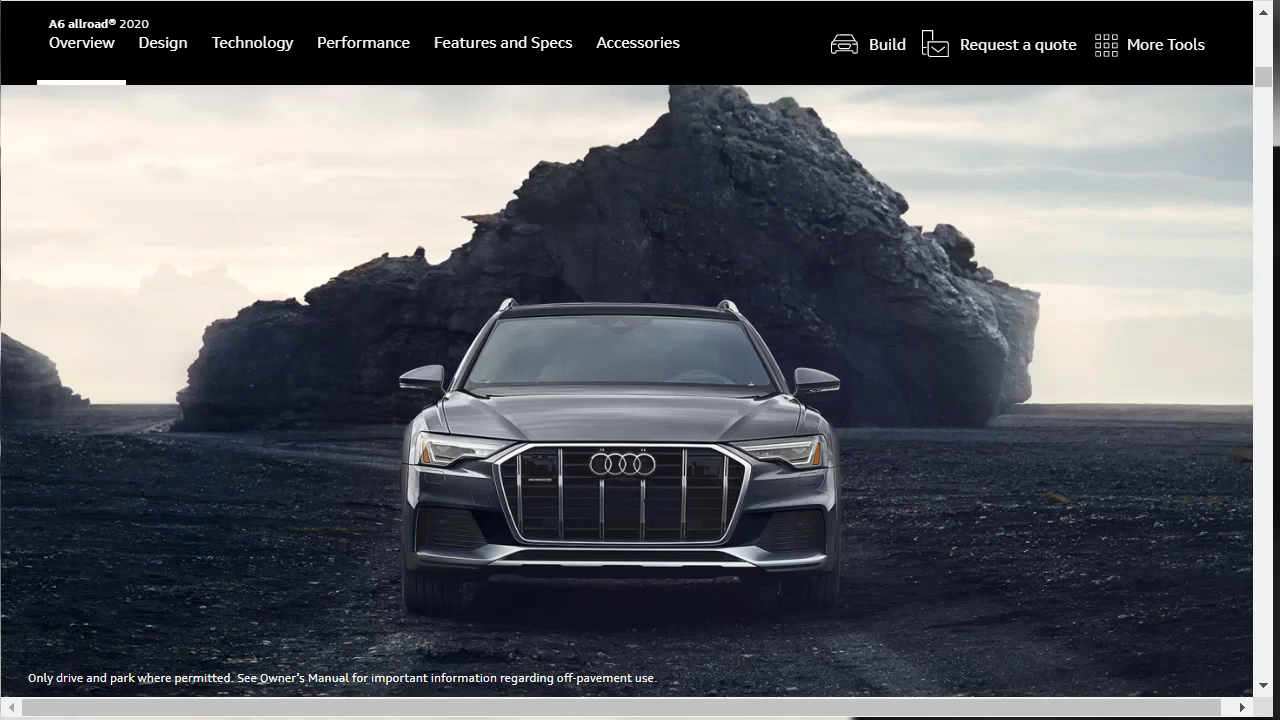 A6 allroad® 2020
Overview Design Technology Performance Features and Specs Accessories Build Request a quote More Tools
Only drive and park where permitted. See Owner's Manual for important information regarding off-pavement use.